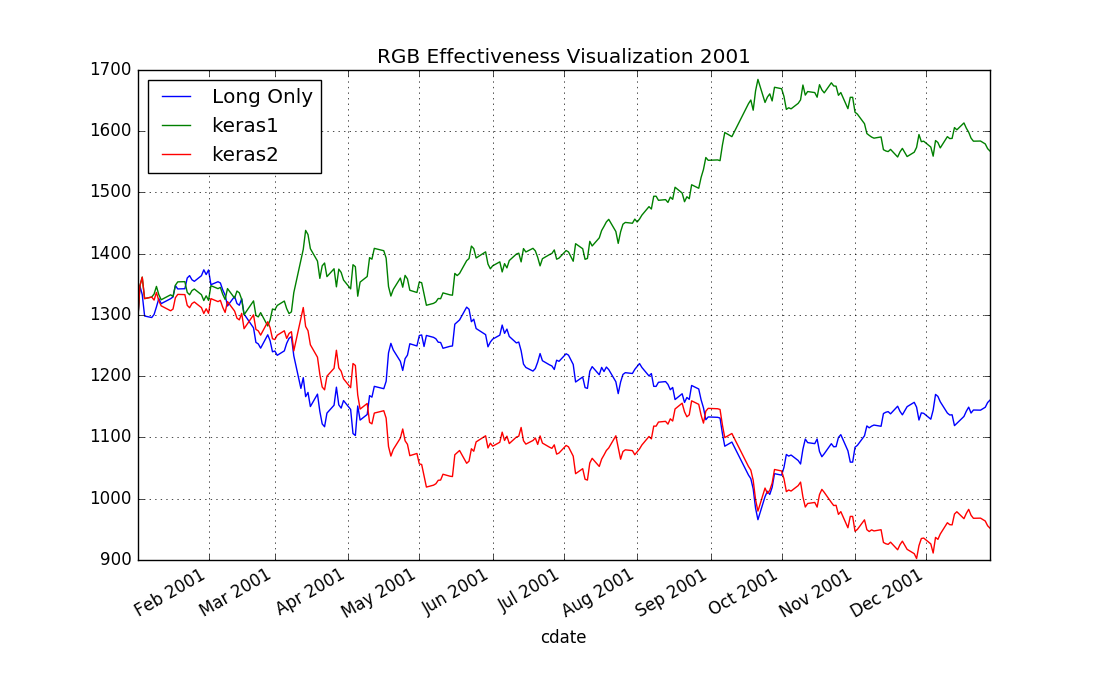 RGB Effectiveness Visualization 2001
Long Only
keras1
keras2
1700
1600
1500
1400
1300
1200
1100
1000
900
Feb 2001
Mar 2001
Apr 2001
May 2001
Jun 2001
Jul 2001
Aug 2001
Sep 2001
Oct 2001
Nov 2001
Dec 2001
cdate